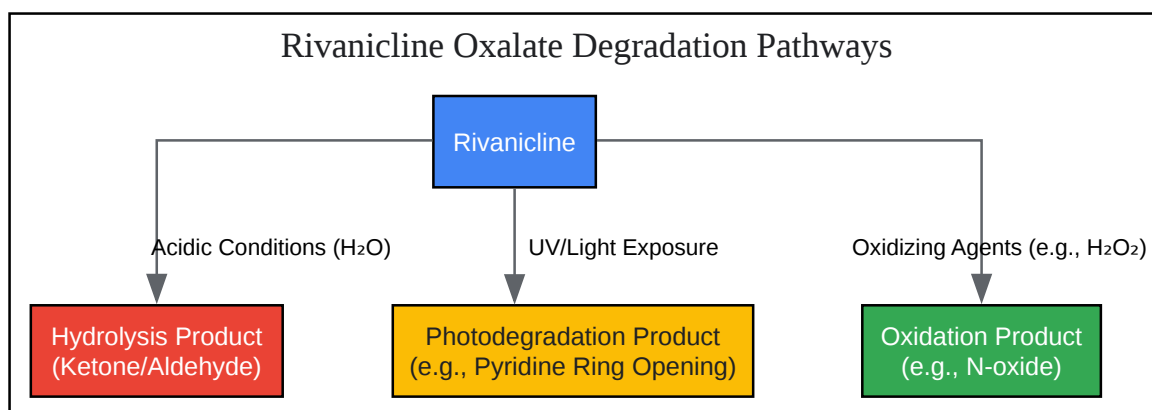 Rivanicline Oxalate Degradation Pathways
Rivanicline
Acidic Conditions (H₂O)
UV/Light Exposure
Oxidizing Agents (e.g., H₂O₂)
Hydrolysis Product
(Ketone/Aldehyde)
Photodegradation Product
(e.g., Pyridine Ring Opening)
Oxidation Product
(e.g., N-oxide)